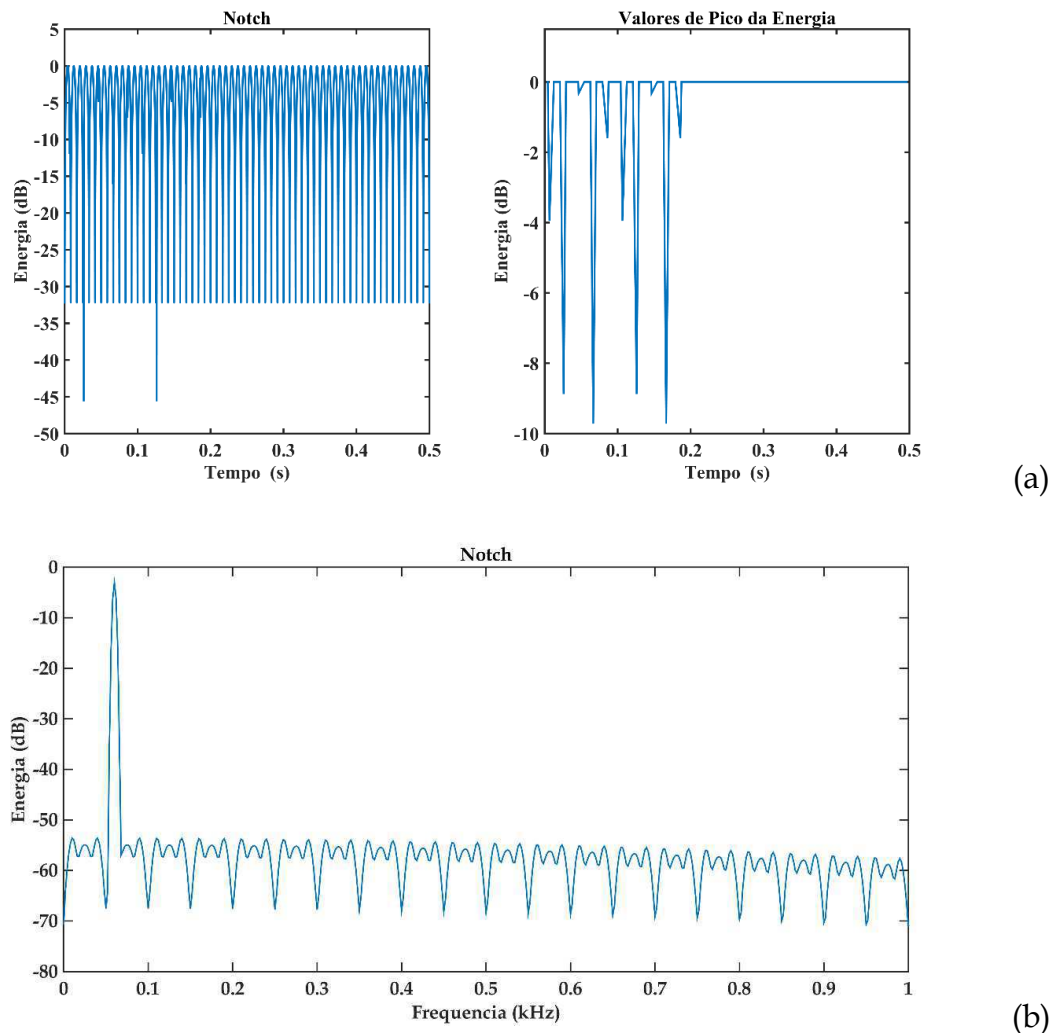 Notch
5
0
-5
-10
-15
-20
-25
-30
-35
-40
-45
-50
Energia (dB)
0 0.1 0.2 0.3 0.4 0.5
Tempo (s)
Valores de Pico da Energia
0
-2
-4
-6
-8
-10
Energia (dB)
0 0.1 0.2 0.3 0.4 0.5
Tempo (s)
(a)
Notch
0
-10
-20
-30
-40
-50
-60
-70
-80
Energia (dB)
0 0.1 0.2 0.3 0.4 0.5 0.6 0.7 0.8 0.9 1
Frequencia (kHz)
(b)